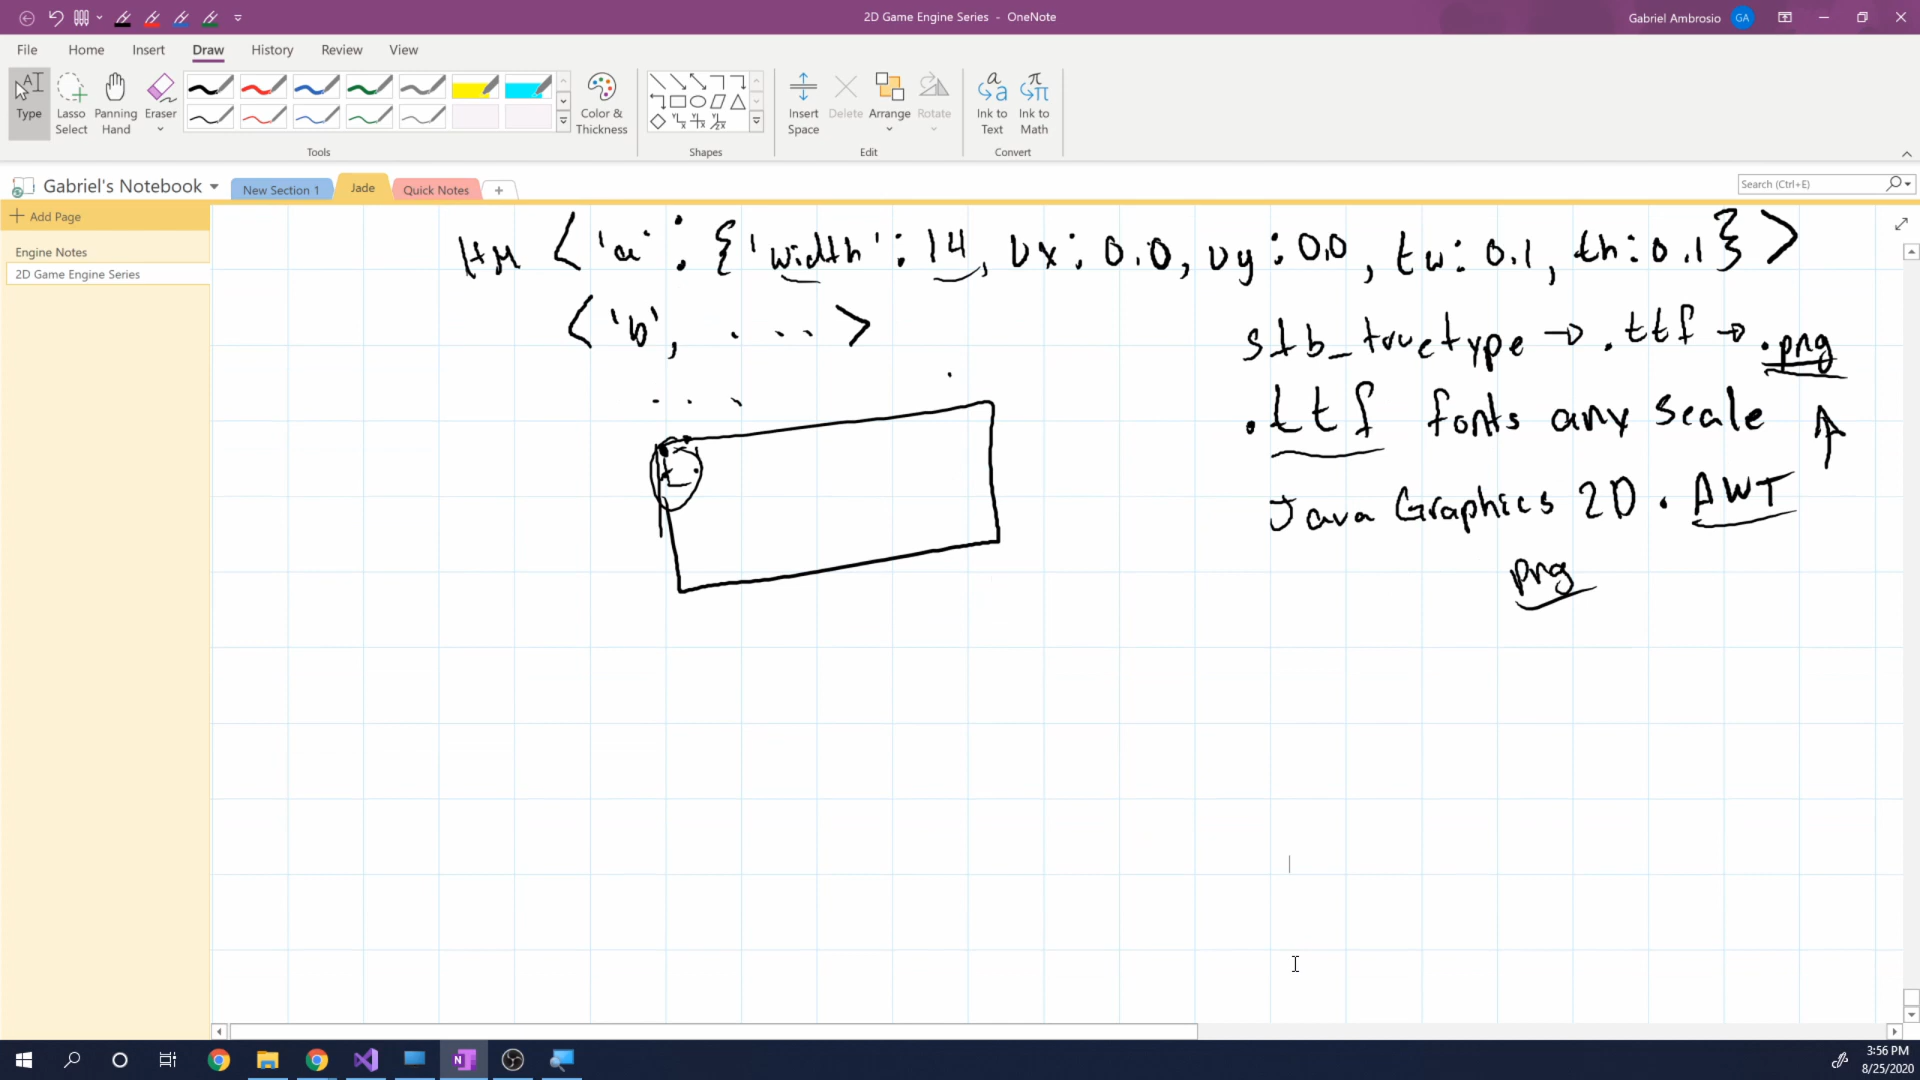 2D Game Engine Series - OneNote
Gabriel Ambrosio GA
File Home Insert Draw History Review View
Type
Lasso Select
Panning Hand
Eraser
Color & Thickness
Insert Space
Delete
Arrange
Rotate
Ink to Text
Ink to Math
Tools Shapes Edit Convert
Gabriel's Notebook New Section 1 Jade Quick Notes +
Search (Ctrl+E)
Add Page
Engine Notes
2D Game Engine Series
HM < 'a' : { 'width' : 14, ux : 0.0, uy : 0.0, tw : 0.1, th : 0.1 } >
< 'b', . . . >
. . .
stb_truetype → .ttf → .png
.ttf fonts any scale ↑
Java Graphics 2D . AWT
png
3:56 PM
8/25/2020